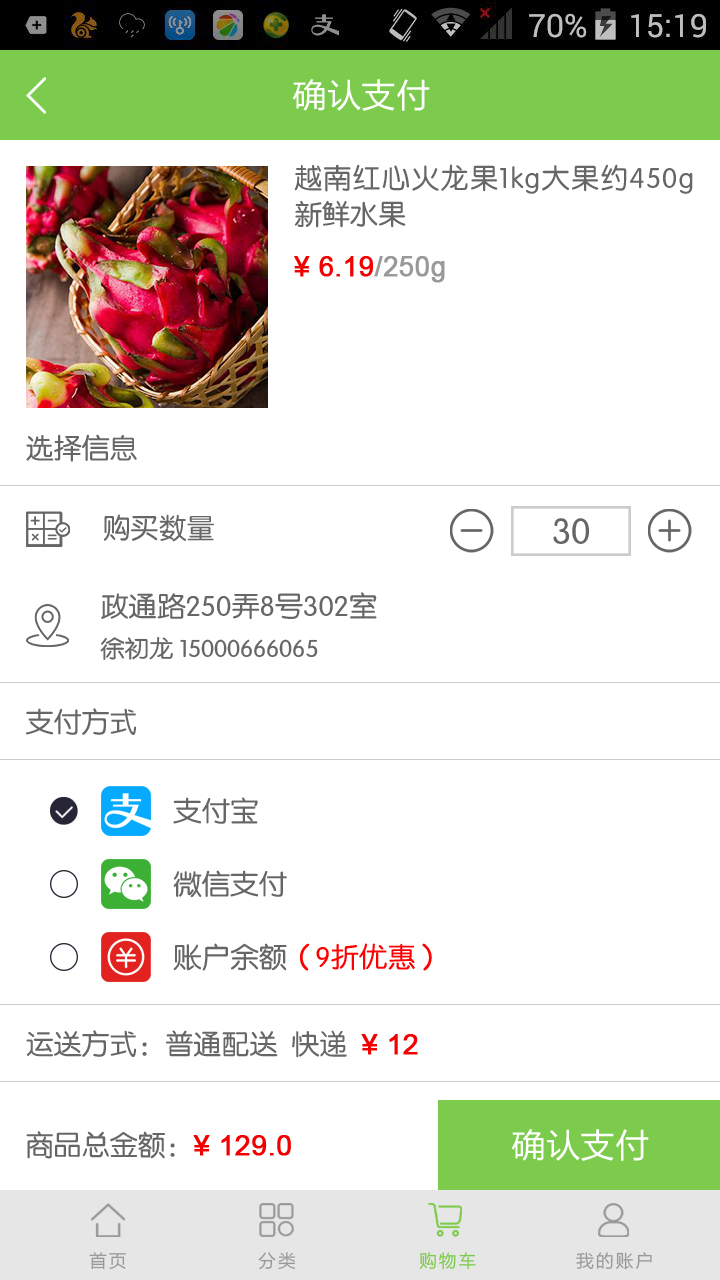 70% 15:19
确认支付
越南红心火龙果1kg大果约450g
新鲜水果
¥ 6.19/250g
选择信息
购买数量 30
政通路250弄8号302室
徐初龙 15000666065
支付方式
支付宝
微信支付
账户余额（9折优惠）
运送方式：普通配送 快递 ¥ 12
商品总金额：¥ 129.0 确认支付
首页 分类 购物车 我的账户